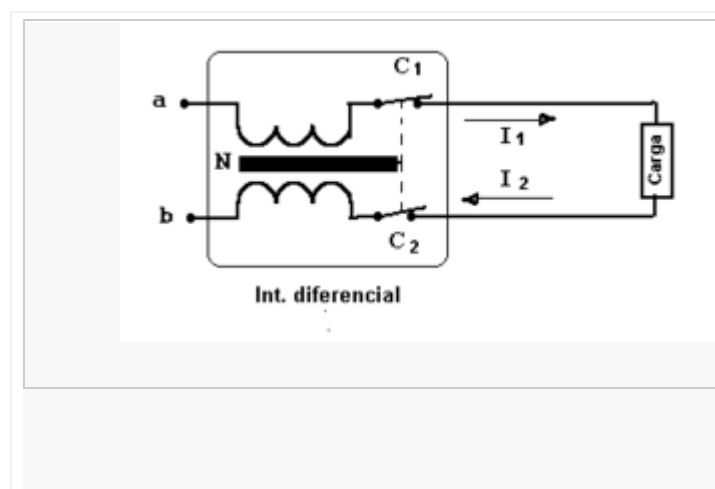 C1
a
I1
N
Carga
I2
b
C2
Int. diferencial